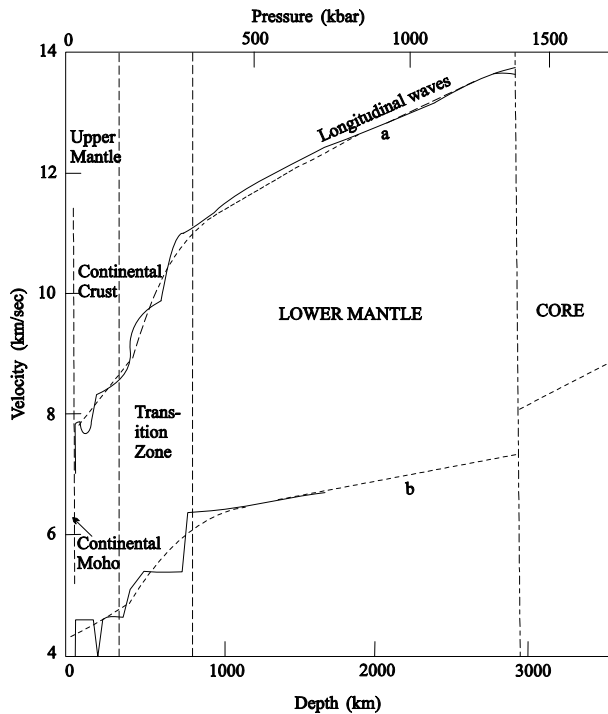 Pressure (kbar)
0 500 1000 1500
14
Longitudinal waves
a
Upper
Mantle
12
Continental
Crust
10
LOWER MANTLE
CORE
Velocity (km/sec)
8
Trans-
ition
Zone
b
6
Continental
Moho
4
0 1000 2000 3000
Depth (km)